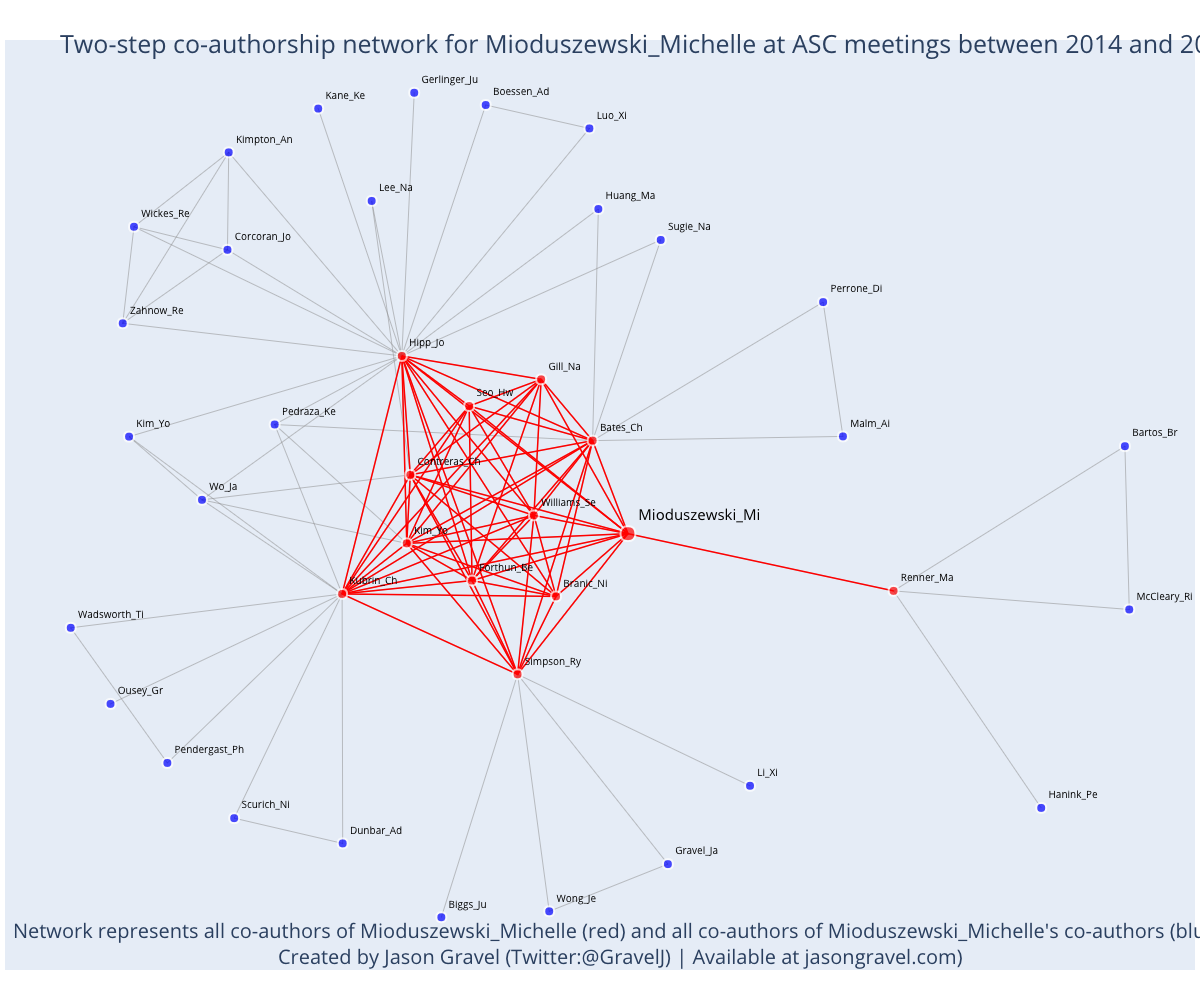 Two-step co-authorship network for Mioduszewski_Michelle at ASC meetings between 2014 and 20
Gerlinger_Ju
Kane_Ke
Boessen_Ad
Luo_Xi
Kimpton_An
Lee_Na
Huang_Ma
Wickes_Re
Sugie_Na
Corcoran_Jo
Perrone_Di
Zahnow_Re
Hipp_Jo
Gill_Na
Seo_Hw
Pedraza_Ke
Kim_Yo
Bates_Ch
Malm_Ai
Bartos_Br
Contreras_Ch
Wo_Ja
Williams_Se
Mioduszewski_Mi
Kim_Yo
Forthun_Be
Kubrin_Ch
Branic_Ni
Renner_Ma
McCleary_Ri
Wadsworth_Ti
Simpson_Ry
Ousey_Gr
Pendergast_Ph
Li_Xi
Hanink_Pe
Scurich_Ni
Dunbar_Ad
Gravel_Ja
Biggs_Ju
Wong_Je
Network represents all co-authors of Mioduszewski_Michelle (red) and all co-authors of Mioduszewski_Michelle's co-authors (blu
Created by Jason Gravel (Twitter:@GravelJ) | Available at jasongravel.com)